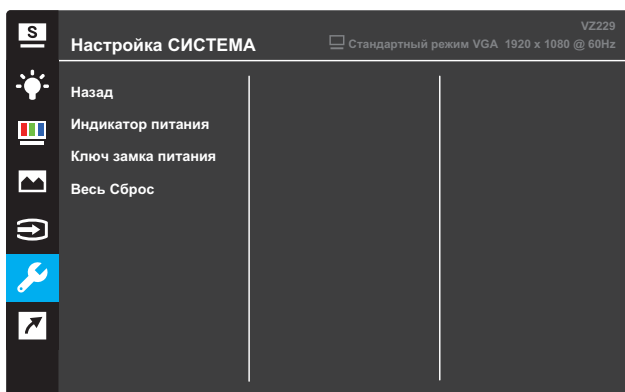 S
VZ229
Настройка СИСТЕМА
Стандартный режим VGA 1920 x 1080 @ 60Hz
Назад
Индикатор питания
Ключ замка питания
Весь Сброс